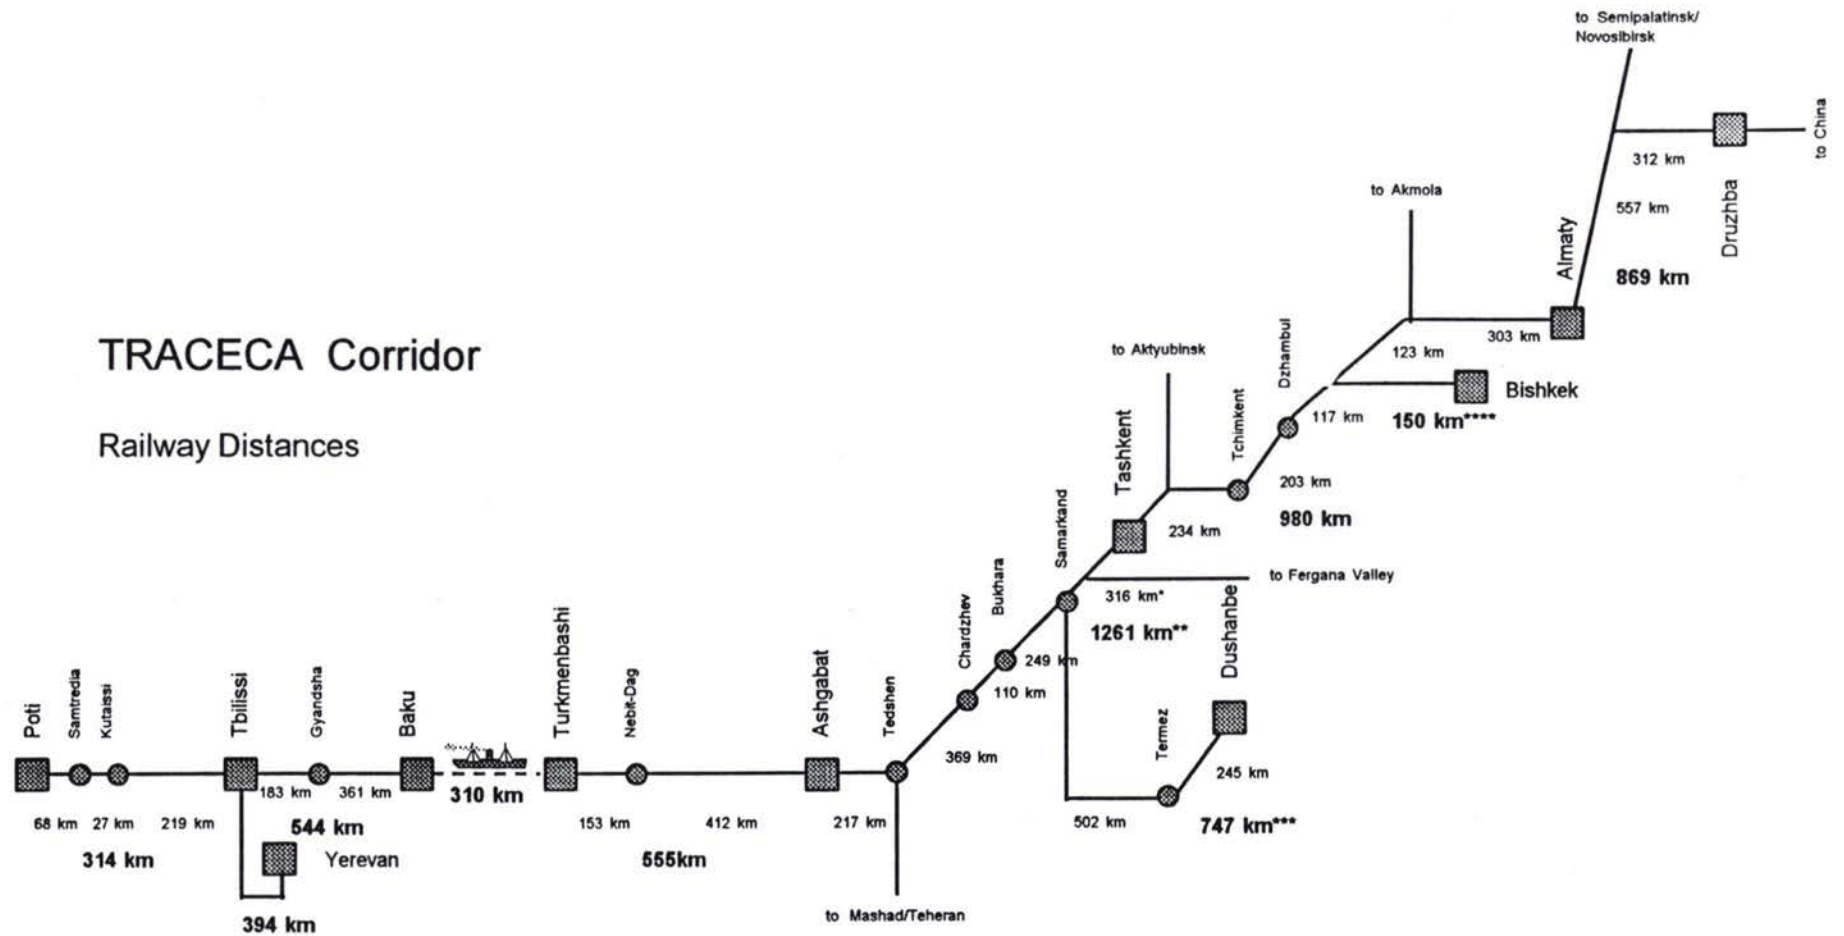 to Semipalatinsk/
Novosibirsk
to China
312 km
Druzhba
557 km
869 km
to Akmola
Almaty
303 km
123 km
TRACECA Corridor
Railway Distances
to Aktyubinsk
Dzhambul
Bishkek
117 km
150 km****
Tchimkent
Tashkent
203 km
980 km
234 km
Samarkand
to Fergana Valley
316 km*
1261 km**
Dushanbe
Bukhara
Chardzhev
249 km
110 km
369 km
Termez
245 km
502 km
747 km***
Poti
Samtredia
Kutaissi
Tbilissi
Gyandsha
Baku
Turkmenbashi
Nebit-Dag
Ashgabat
Tedshen
183 km
361 km
310 km
68 km
27 km
219 km
544 km
153 km
412 km
217 km
314 km
Yerevan
555km
394 km
to Mashad/Teheran